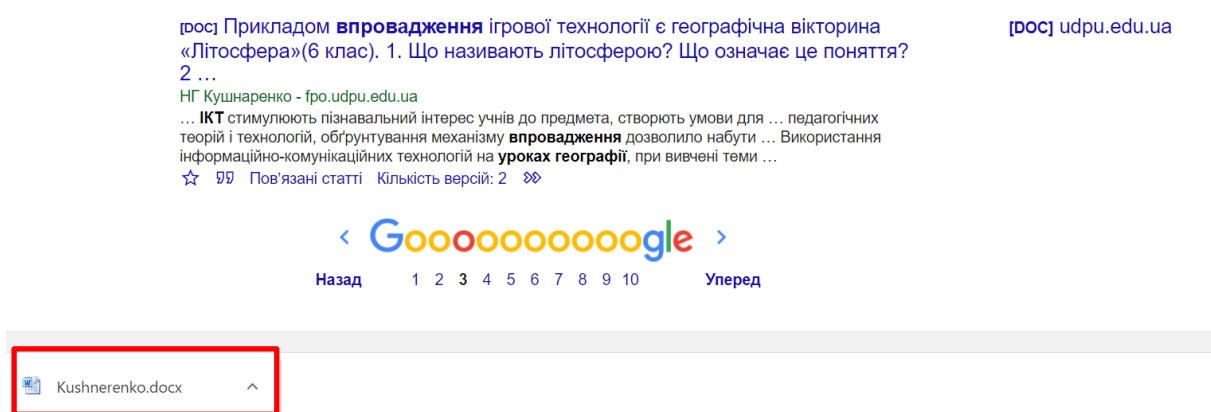 [DOC] Прикладом впровадження ігрової технології є географічна вікторина
«Літосфера»(6 клас). 1. Що називають літосферою? Що означає це поняття?
2 …
[DOC] udpu.edu.ua
НГ Кушнаренко - fpo.udpu.edu.ua
… ІКТ стимулюють пізнавальний інтерес учнів до предмета, створюють умови для … педагогічних
теорій і технологій, обґрунтування механізму впровадження дозволило набути … Використання
інформаційно-комунікаційних технологій на уроках географії, при вивчені теми …
Пов'язані статті Кількість версій: 2
Goooooooooogle
Назад 1 2 3 4 5 6 7 8 9 10 Уперед
Kushnerenko.docx